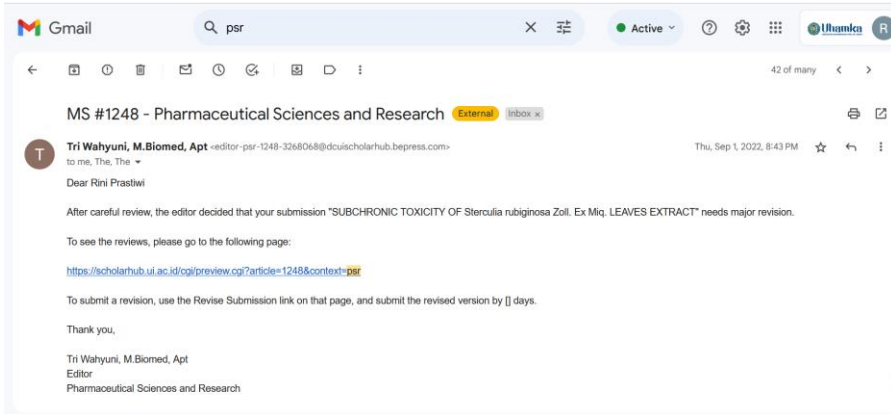 Gmail
psr
Active
Uhamka
R
42 of many
MS #1248 - Pharmaceutical Sciences and Research External Inbox x
T
Tri Wahyuni, M.Biomed, Apt <editor-psr-1248-3268068@dcuischolarhub.bepress.com>
Thu, Sep 1, 2022, 8:43 PM
to me, The, The
Dear Rini Prastiwi
After careful review, the editor decided that your submission "SUBCHRONIC TOXICITY OF Sterculia rubiginosa Zoll. Ex Miq. LEAVES EXTRACT" needs major revision.
To see the reviews, please go to the following page:
https://scholarhub.ui.ac.id/cgi/preview.cgi?article=1248&context=psr
To submit a revision, use the Revise Submission link on that page, and submit the revised version by [] days.
Thank you,
Tri Wahyuni, M.Biomed, Apt
Editor
Pharmaceutical Sciences and Research